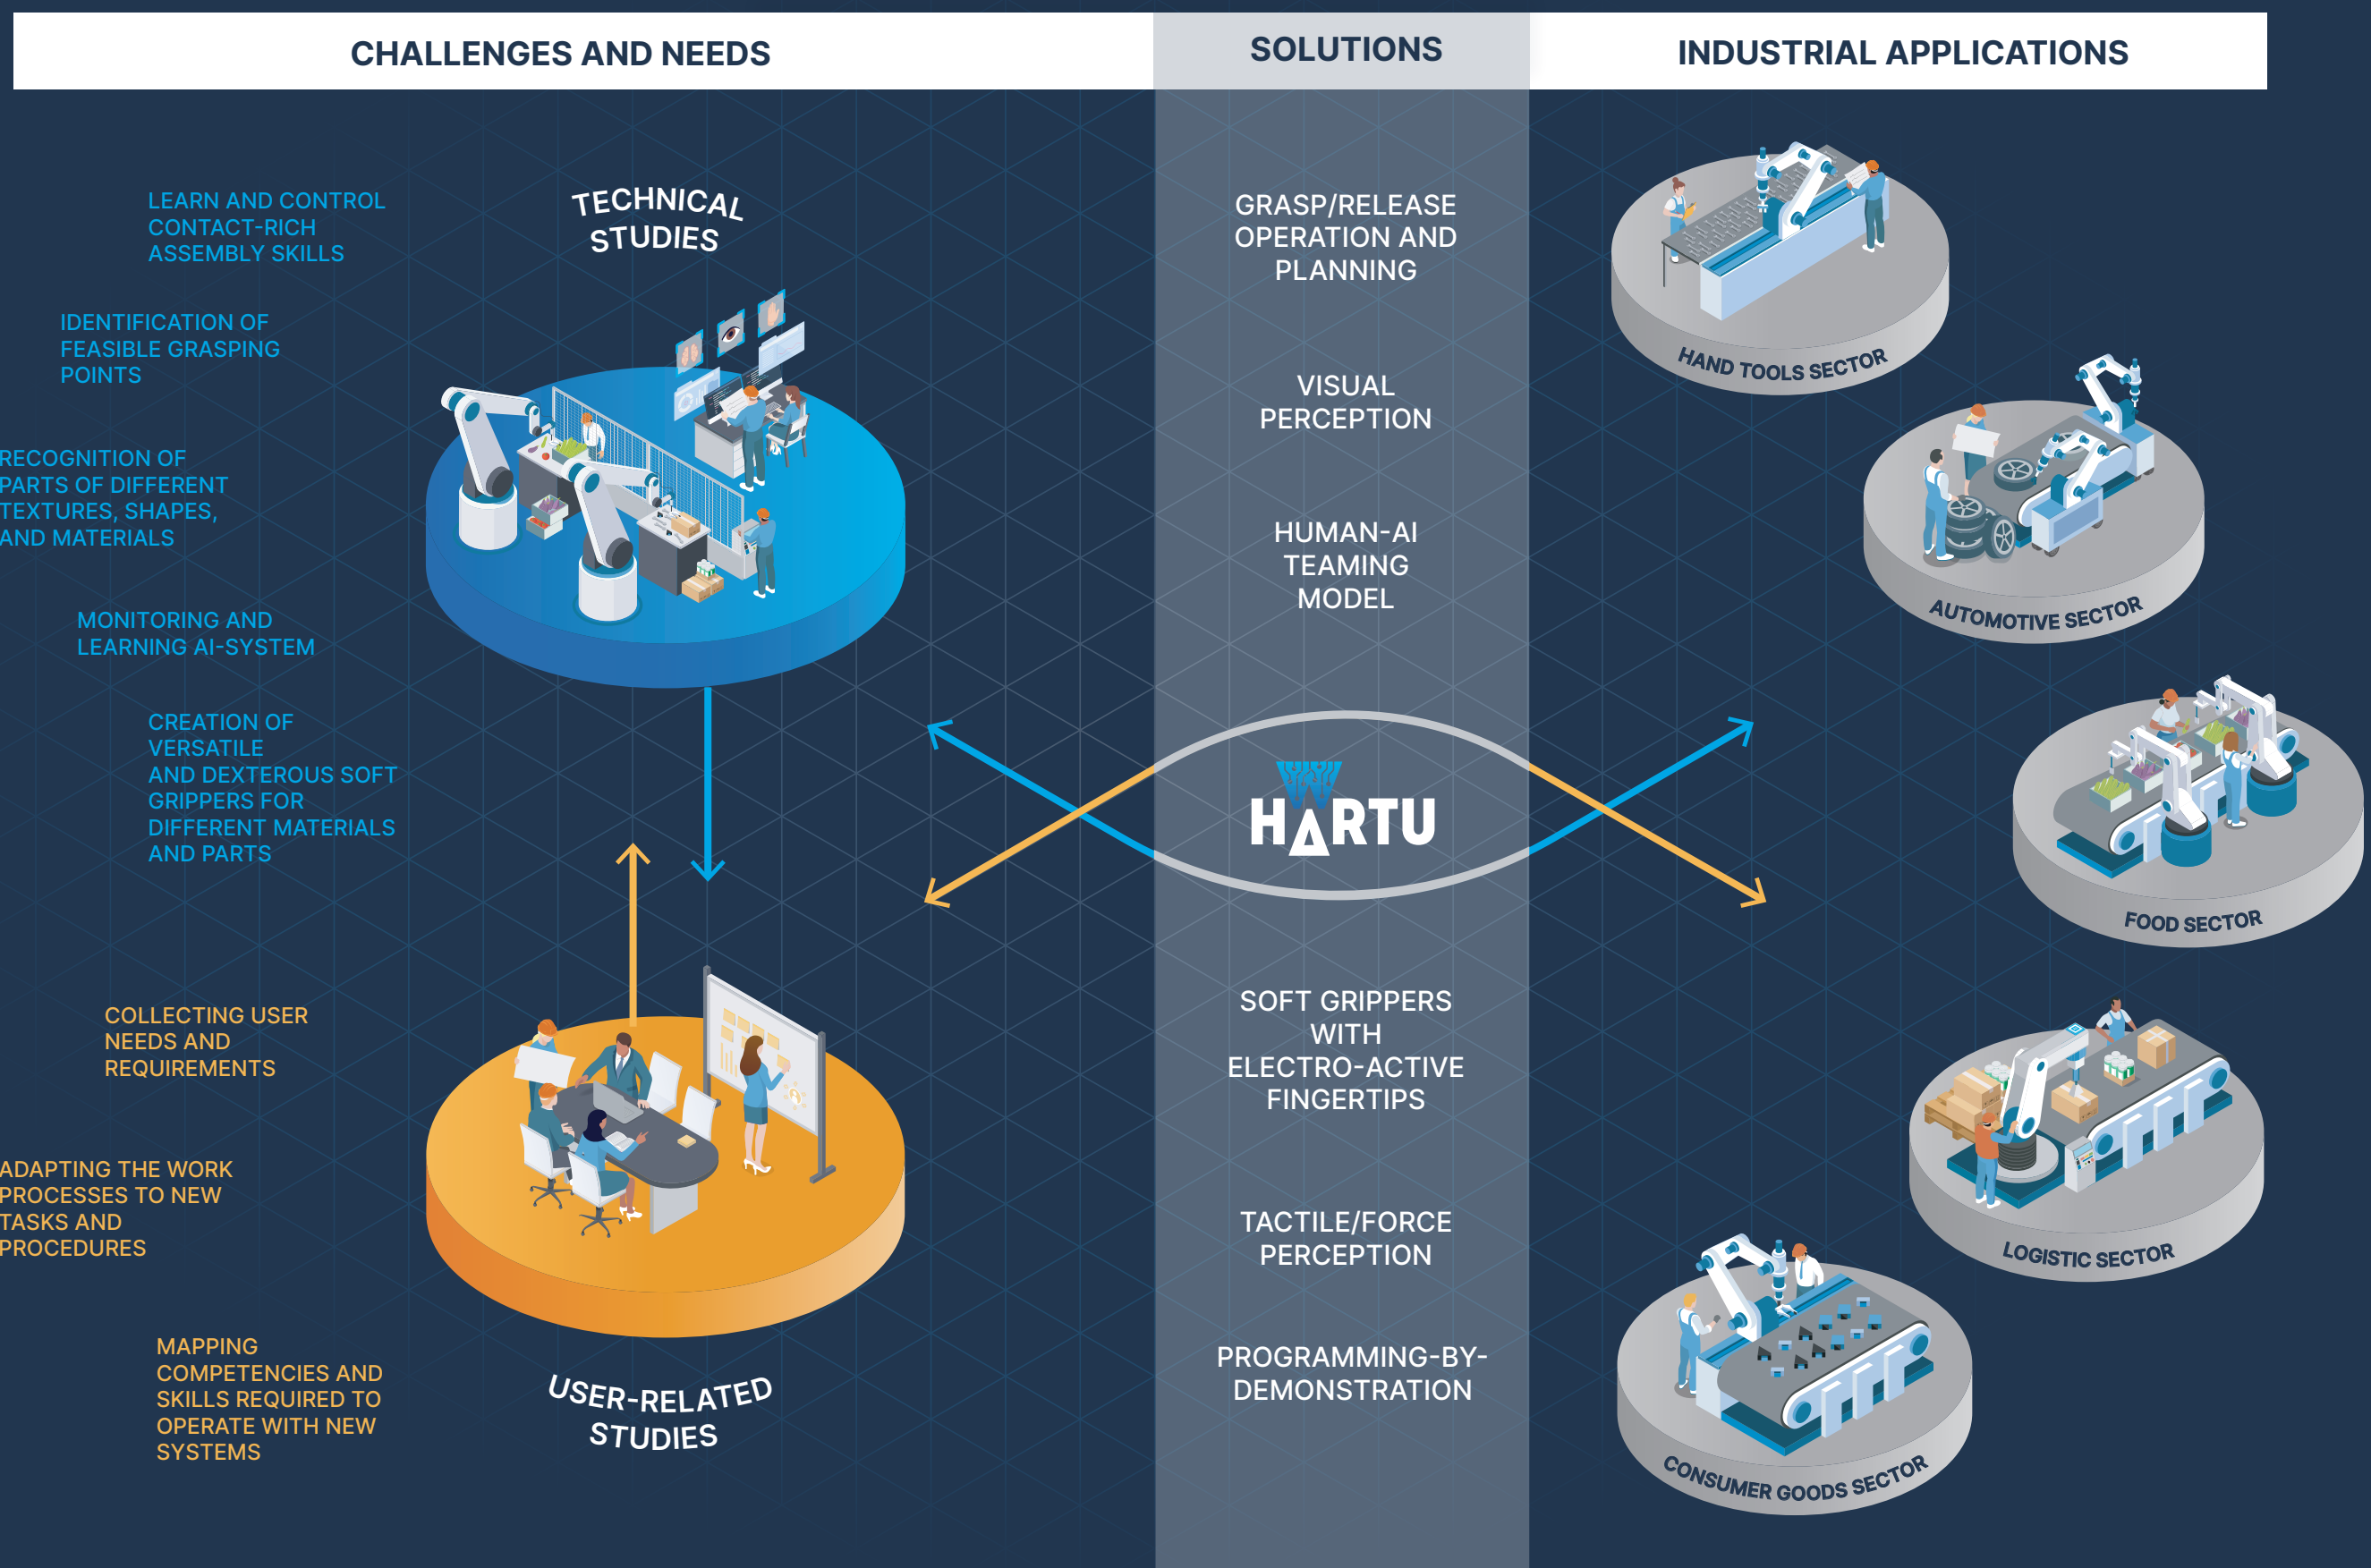 CHALLENGES AND NEEDS
SOLUTIONS
INDUSTRIAL APPLICATIONS
LEARN AND CONTROL
CONTACT-RICH
ASSEMBLY SKILLS
IDENTIFICATION OF
FEASIBLE GRASPING
POINTS
RECOGNITION OF
PARTS OF DIFFERENT
TEXTURES, SHAPES,
AND MATERIALS
MONITORING AND
LEARNING AI-SYSTEM
CREATION OF
VERSATILE
AND DEXTEROUS SOFT
GRIPPERS FOR
DIFFERENT MATERIALS
AND PARTS
TECHNICAL
STUDIES
COLLECTING USER
NEEDS AND
REQUIREMENTS
ADAPTING THE WORK
PROCESSES TO NEW
TASKS AND
PROCEDURES
MAPPING
COMPETENCIES AND
SKILLS REQUIRED TO
OPERATE WITH NEW
SYSTEMS
USER-RELATED
STUDIES
GRASP/RELEASE
OPERATION AND
PLANNING
VISUAL
PERCEPTION
HUMAN-AI
TEAMING
MODEL
HARTU
SOFT GRIPPERS
WITH
ELECTRO-ACTIVE
FINGERTIPS
TACTILE/FORCE
PERCEPTION
PROGRAMMING-BY-
DEMONSTRATION
HAND TOOLS SECTOR
AUTOMOTIVE SECTOR
FOOD SECTOR
LOGISTIC SECTOR
CONSUMER GOODS SECTOR